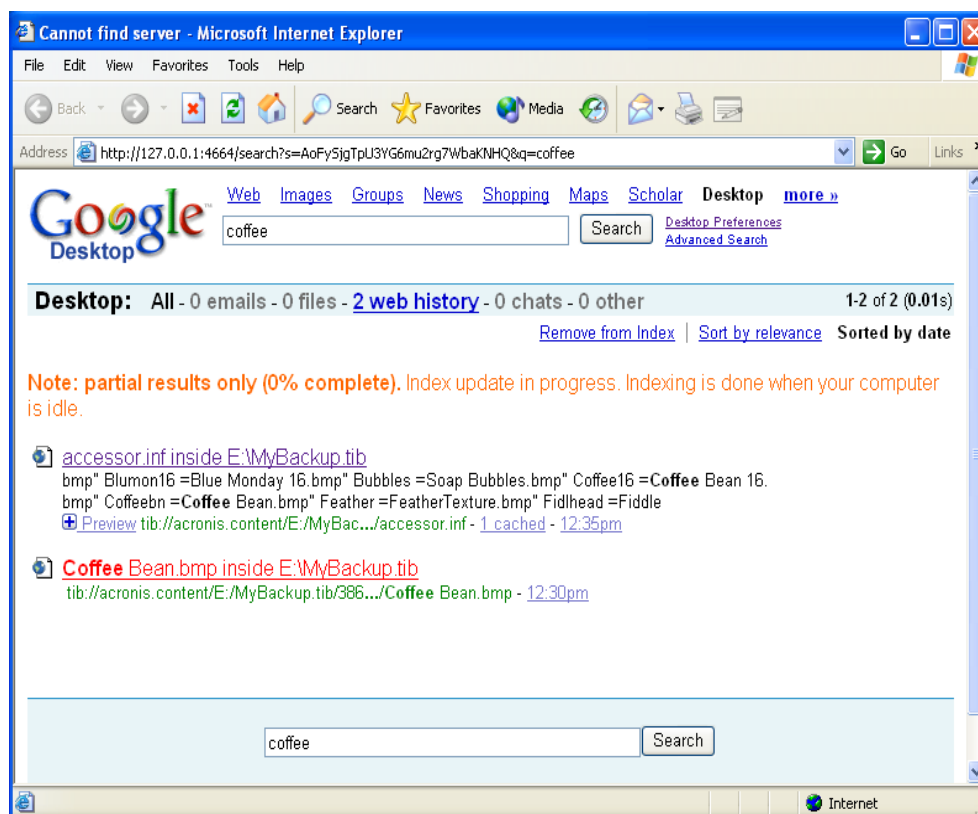 Cannot find server - Microsoft Internet Explorer
File Edit View Favorites Tools Help
Back Search Favorites Media
Address http://127.0.0.1:4664/search?s=AoFy5jgTpU3YG6mu2rg7WbaKNHQ&q=coffee Go Links
Web Images Groups News Shopping Maps Scholar Desktop more »
Google™ Desktop
coffee Search Desktop Preferences
Advanced Search
Desktop: All - 0 emails - 0 files - 2 web history - 0 chats - 0 other 1-2 of 2 (0.01s)
Remove from Index | Sort by relevance Sorted by date
Note: partial results only (0% complete). Index update in progress. Indexing is done when your computer
is idle.
accessor.inf inside E:\MyBackup.tib
bmp" Blumon16 =Blue Monday 16.bmp" Bubbles =Soap Bubbles.bmp" Coffee16 =Coffee Bean 16.
bmp" Coffeebn =Coffee Bean.bmp" Feather =FeatherTexture.bmp" Fidlhead =Fiddle
Preview tib://acronis.content/E:/MyBac.../accessor.inf - 1 cached - 12:35pm
Coffee Bean.bmp inside E:\MyBackup.tib
tib://acronis.content/E:/MyBackup.tib/386.../Coffee Bean.bmp - 12:30pm
coffee Search
Internet